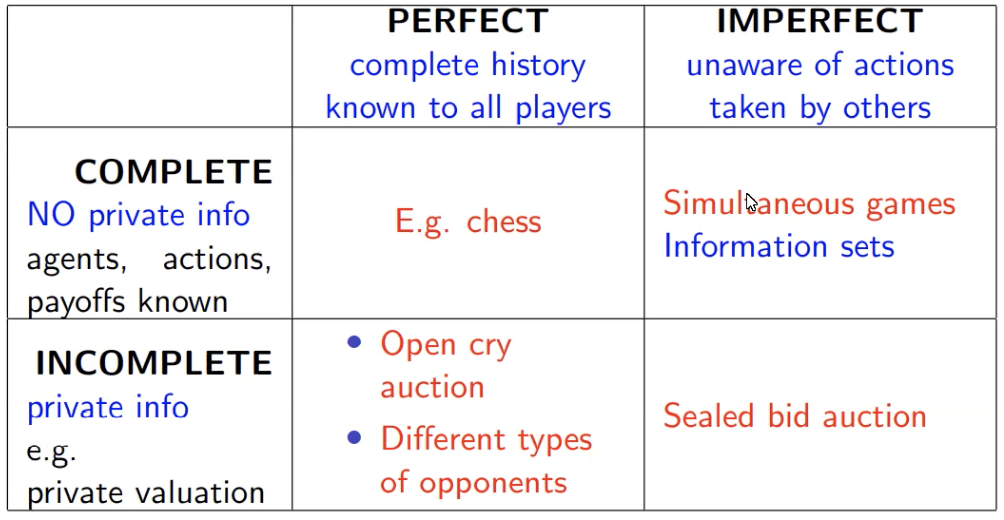 PERFECT
complete history
known to all players
IMPERFECT
unaware of actions
taken by others
COMPLETE
NO private info
agents, actions,
payoffs known
E.g. chess
Simultaneous games
Information sets
INCOMPLETE
private info
e.g.
private valuation
• Open cry
auction
• Different types
of opponents
Sealed bid auction